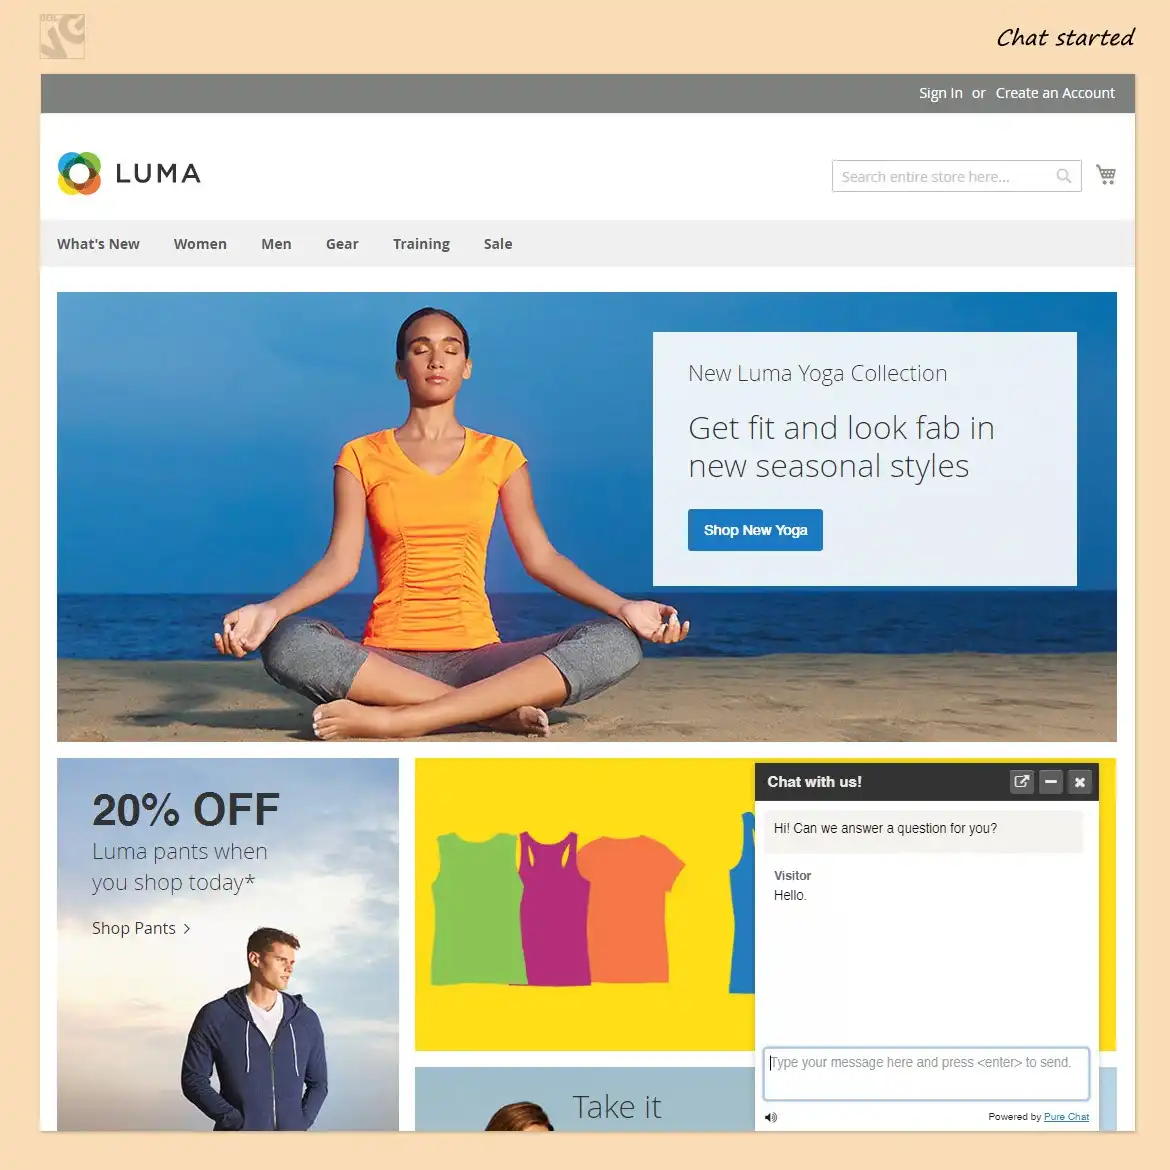 Chat started
Sign In or Create an Account
LUMA
Search entire store here...
What's New Women Men Gear Training Sale
New Luma Yoga Collection
Get fit and look fab in
new seasonal styles
Shop New Yoga
20% OFF
Luma pants when
you shop today*
Shop Pants >
Chat with us!
Hi! Can we answer a question for you?
Visitor
Hello.
Type your message here and press <enter> to send.
Powered by Pure Chat
Take it